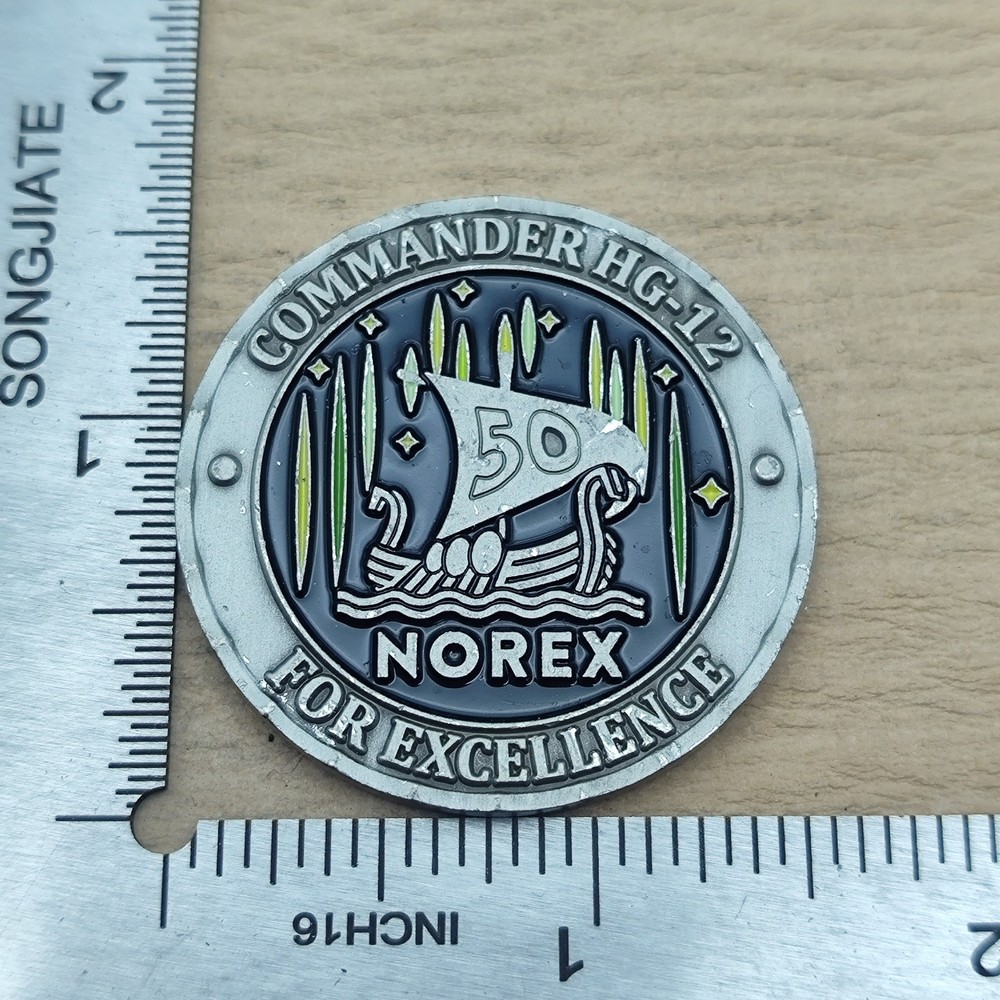 COMMANDER HG-12
50
NOREX
FOR EXCELLENCE
SONGJIATE
2
1
INCH16
1
2